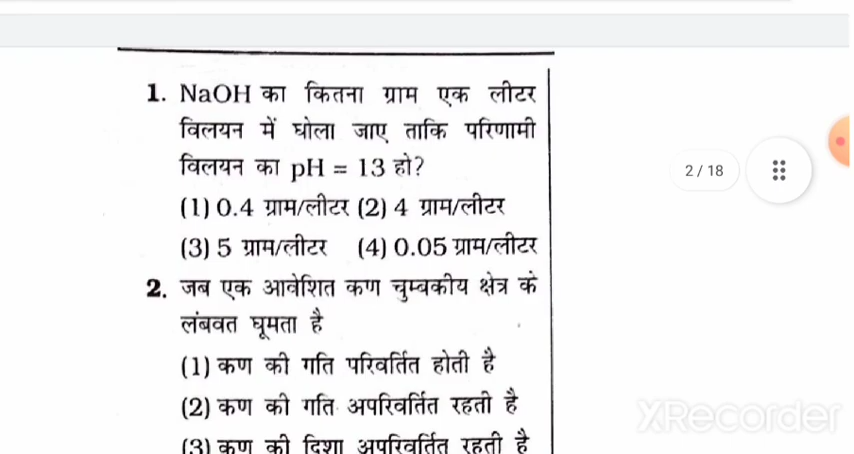 1. NaOH का कितना ग्राम एक लीटर
विलयन में घोला जाए ताकि परिणामी
विलयन का pH = 13 हो?
2 / 18
(1) 0.4 ग्राम/लीटर (2) 4 ग्राम/लीटर
(3) 5 ग्राम/लीटर (4) 0.05 ग्राम/लीटर
2. जब एक आवेशित कण चुम्बकीय क्षेत्र के
लंबवत घूमता है
(1) कण की गति परिवर्तित होती है
(2) कण की गति अपरिवर्तित रहती है
XRecorder
(3) कण की दिशा अपरिवर्तित रहती है